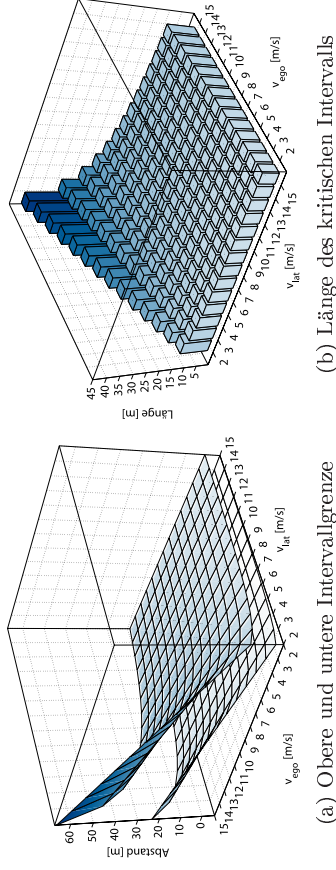 60
50
40
30
20
10
0
Abstand [m]
15 14 13 12 11 10 9 8 7 6 5 4 3 2
v_ego [m/s]
2 3 4 5 6 7 8 9 10 11 12 13 14 15
v_lat [m/s]
(a) Obere und untere Intervallgrenze
45
40
35
30
25
20
15
10
5
Länge [m]
2 3 4 5 6 7 8 9 10 11 12 13 14 15
v_lat [m/s]
2 3 4 5 6 7 8 9 10 11 12 13 14 15
v_ego [m/s]
(b) Länge des kritischen Intervalls